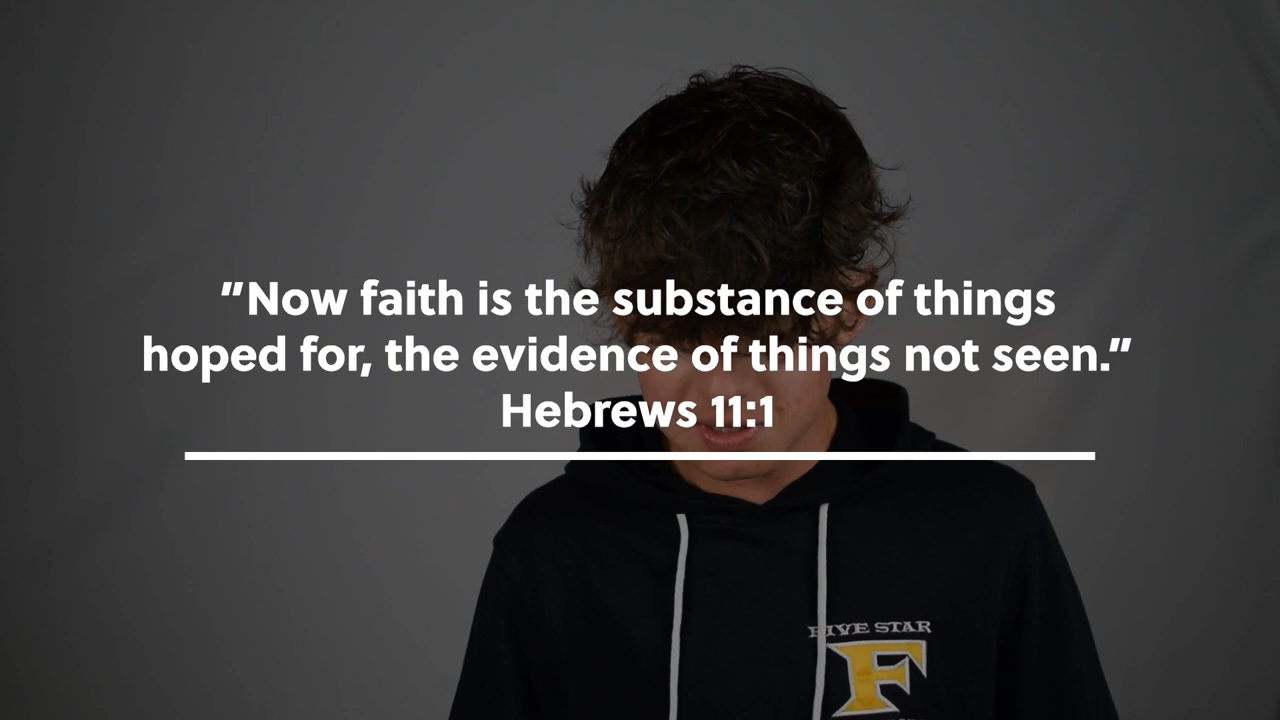 "Now faith is the substance of things
hoped for, the evidence of things not seen."
Hebrews 11:1
FIVE STAR
F